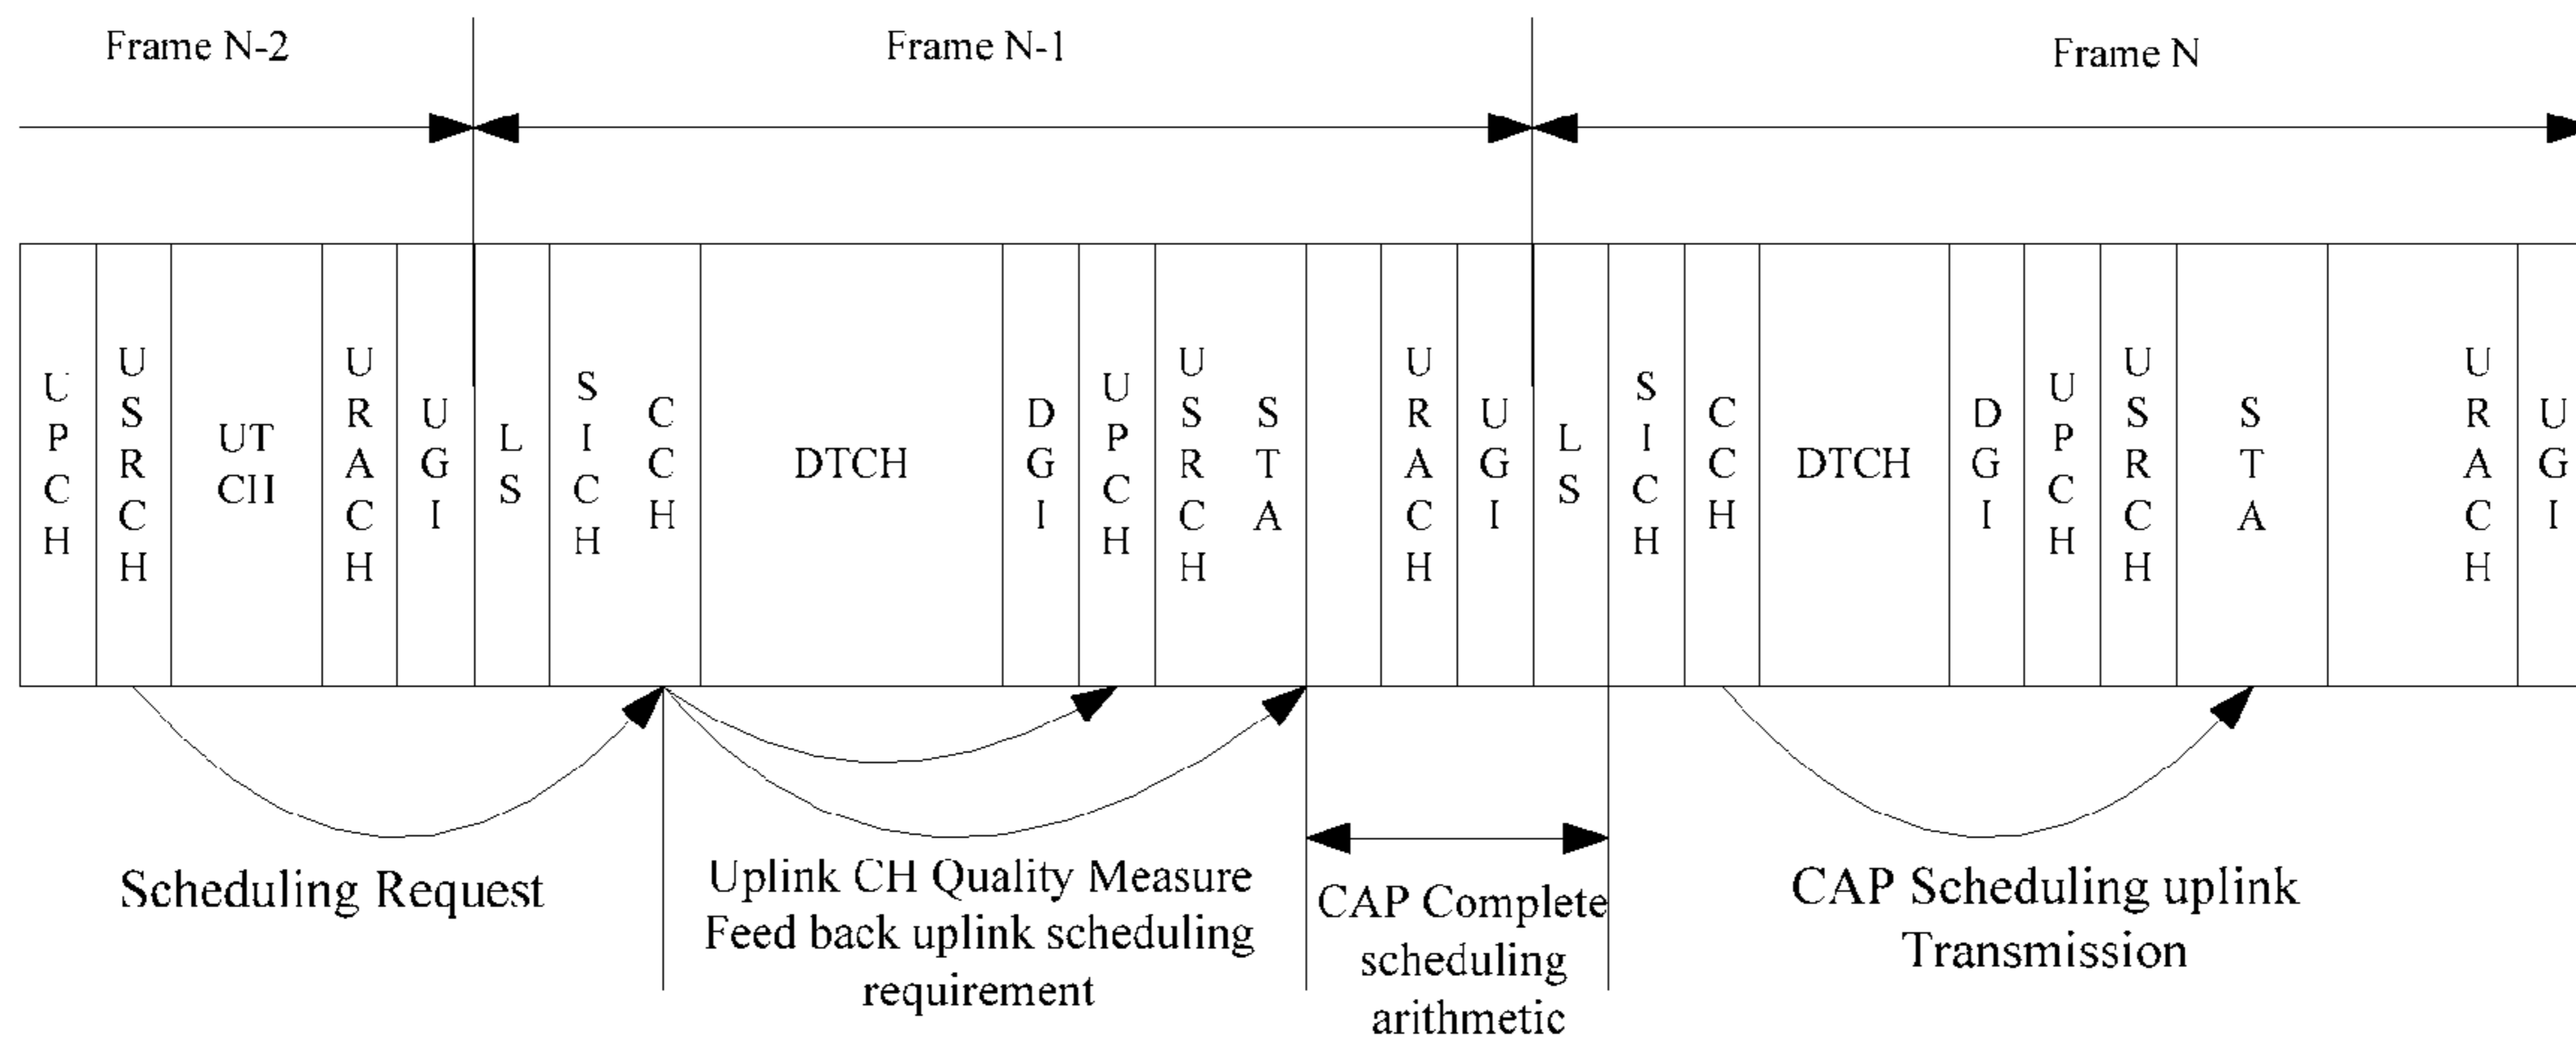 Frame N-2
Frame N-1
Frame N
UPCH
USRCH
UT
CH
URACH
UGI
LS
SICH
CCH
DTCH
DGI
UPCH
USRCH
STA
URACH
UGI
LS
SICH
CCH
DTCH
DGI
UPCH
USRCH
STA
URACH
UGI
Scheduling Request
Uplink CH Quality Measure
Feed back uplink scheduling
requirement
CAP Complete
scheduling
arithmetic
CAP Scheduling uplink
Transmission